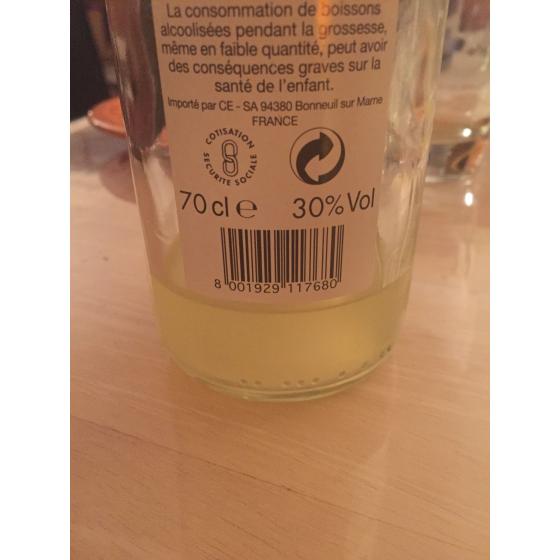 La consommation de boissons
alcoolisées pendant la grossesse,
même en faible quantité, peut avoir
des conséquences graves sur la
santé de l'enfant.
Importé par CE - SA 94380 Bonneuil sur Marne
FRANCE
COTISATION
SECURITE SOCIALE
70 cl e 30% Vol
8 001929 117680